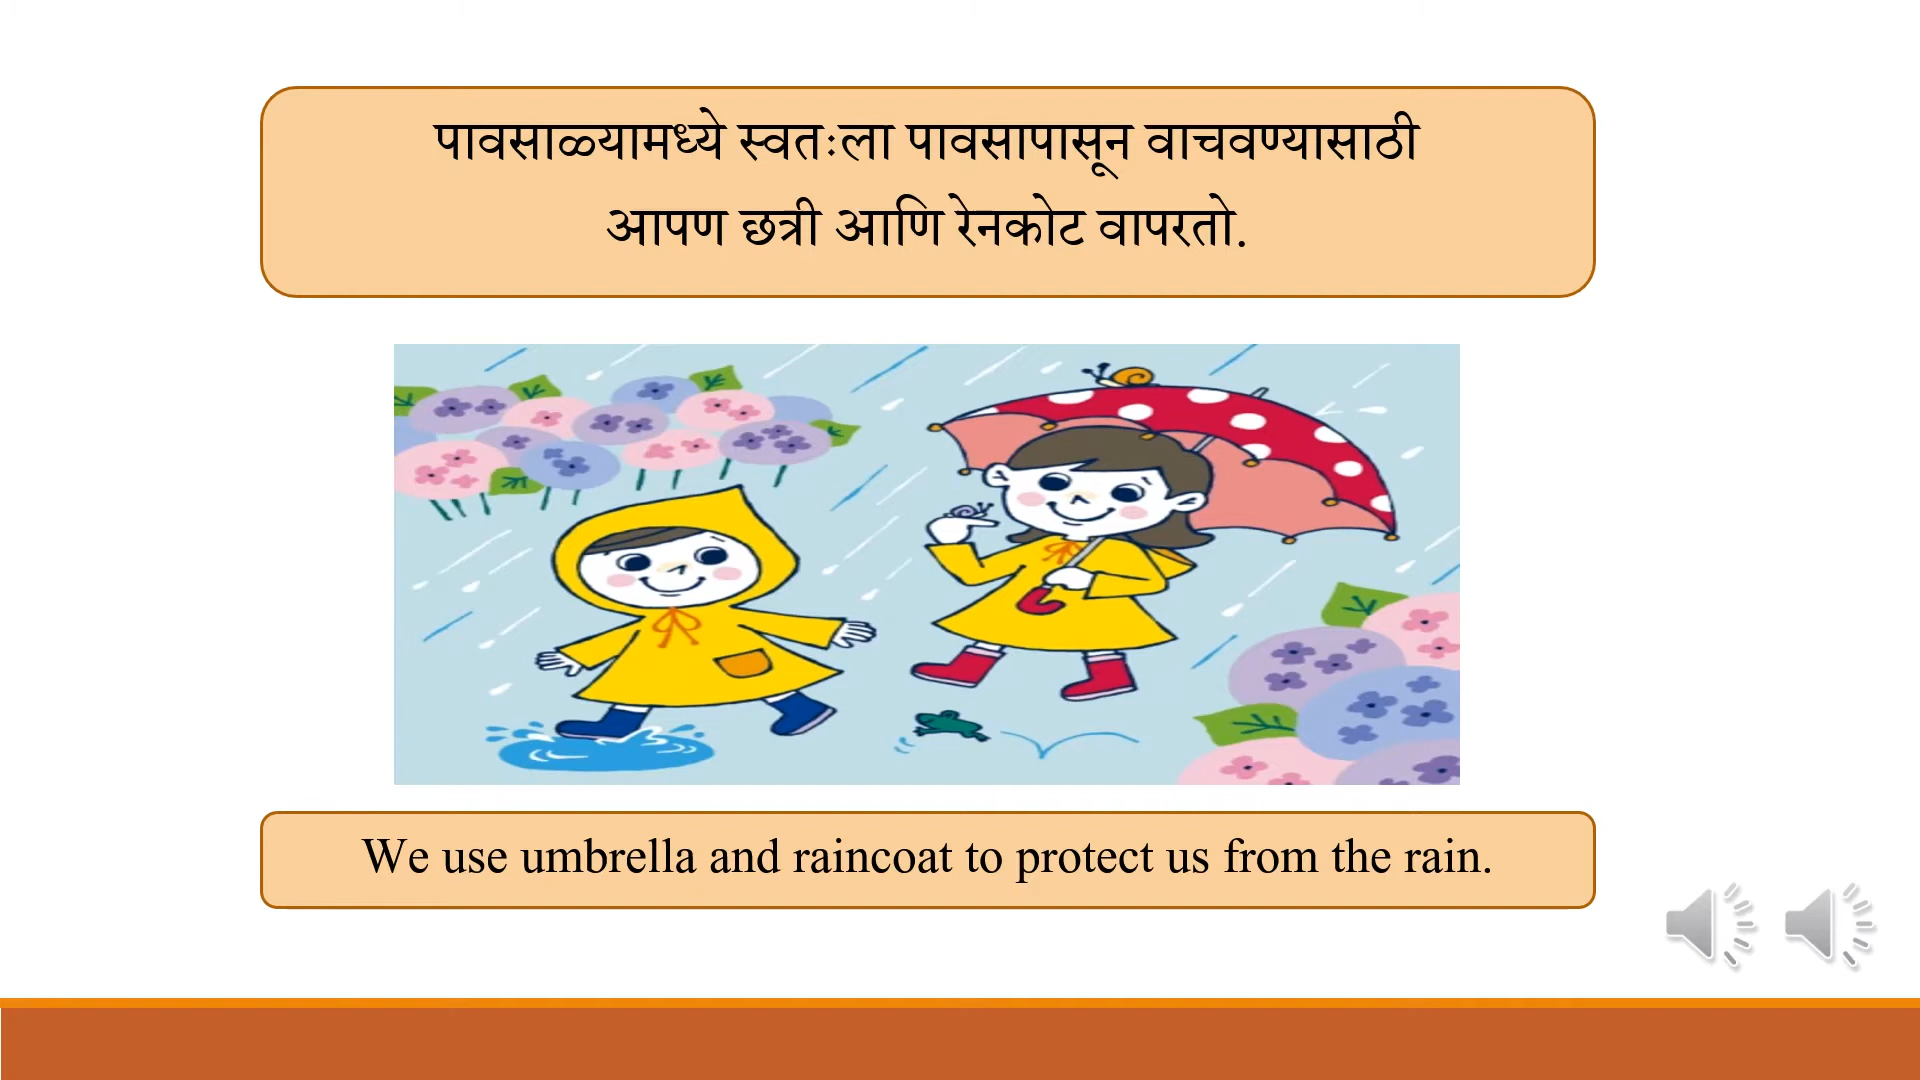 पावसाळ्यामध्ये स्वतःला पावसापासून वाचवण्यासाठी
आपण छत्री आणि रेनकोट वापरतो.
We use umbrella and raincoat to protect us from the rain.